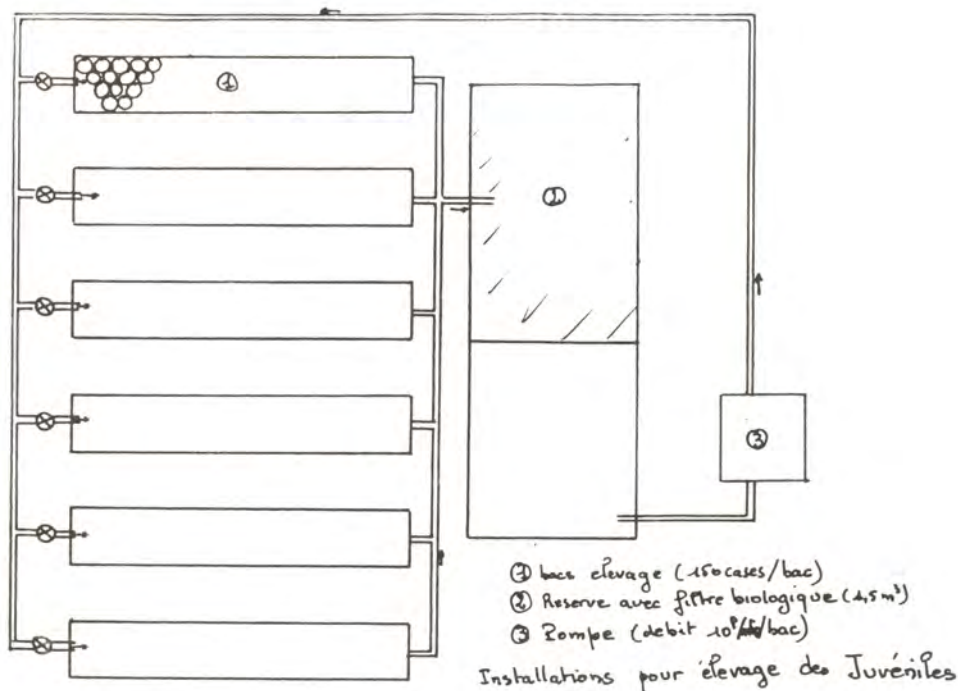 ①
②
③
① bacs elevage (150 cases/bac)
② Reserve avec filtre biologique (1,5 m³)
③ Pompe (debit 10 /bac)
Installations pour élevage des Juvéniles